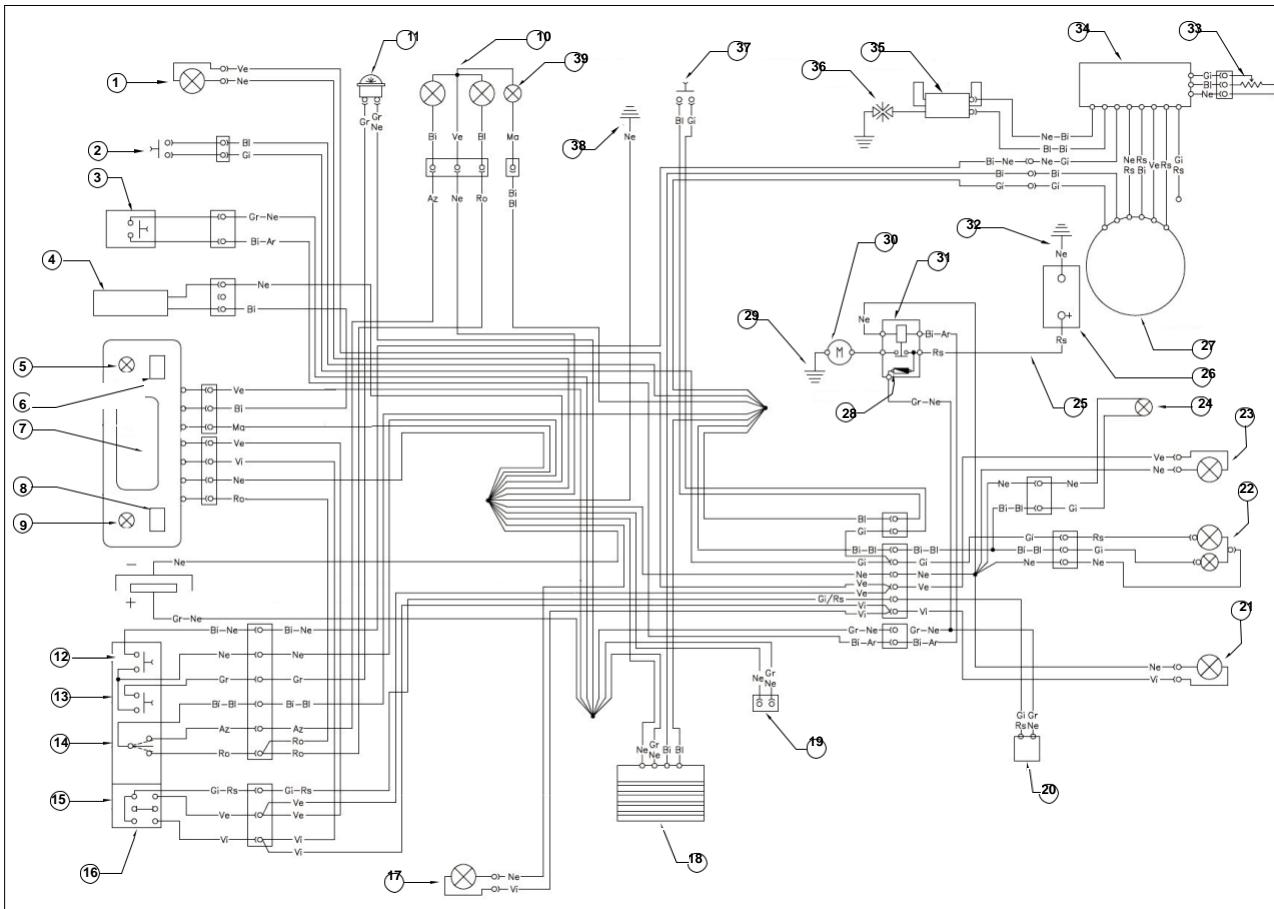 11
10
39
37
35
34
33
36
1
Ve
Ne
Gr
Gr
Ne
Bi
Ve
Bl
Ma
Ne
38
Bl
Gi
Gi
Bl
Ne
2
Bl
Gi
Ne-Bi
Bl-Bi
Bi-Ne
Ne-Gi
Bi
Bi
Gi
Gi
Ne
Rs
Rs
Bi
Ve
Rs
Gi
Rs
3
Gr-Ne
Bi-Ar
Az
Ne
Ro
Bi
Bl
32
Ne
30
31
4
Ne
Bi
29
Ne
Bi-Ar
M
Rs
+
Rs
27
26
25
5
6
7
8
9
Ve
Bi
Ma
Ve
Vi
Ne
Ro
28
Gr-Ne
24
23
Ve
Ne
22
Ne
Ne
Bi-Bl
Gi
Bl
Gi
Gi
Rs
Bi-Bl
Bi-Bl
Bi-Bl
Gi
Gi
Gi
Ne
Ne
Ne
Ne
Ve
Ve
Ve
Gi/Rs
Vi
Vi
Vi
21
−
Ne
+
Gr-Ne
Gr-Ne
Gr-Ne
Bi-Ar
Bi-Ar
Ne
Vi
12
Bi-Ne
Bi-Ne
Ne
Ne
13
Gr
Gr
Bi-Bl
Bi-Bl
14
Az
Az
Ro
Ro
Ro
Ne
Gr
Ne
19
Gi
Rs
Gr
Ne
20
Ne
Gr
Ne
Bi
Bl
15
Gi-Rs
Gi-Rs
Ve
Ve
Ve
Vi
Vi
Vi
16
17
Ne
Vi
18